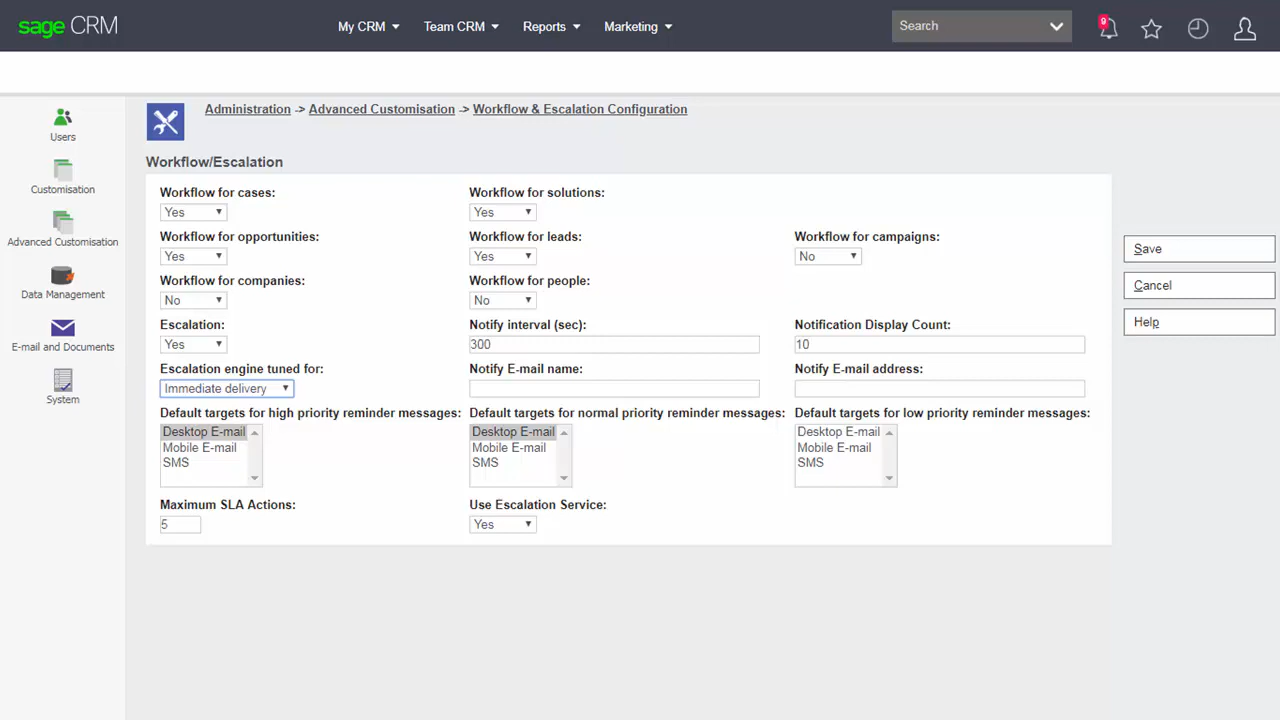 sage CRM
My CRM
Team CRM
Reports
Marketing
Search
9
Users
Customisation
Advanced Customisation
Data Management
E-mail and Documents
System
Administration -> Advanced Customisation -> Workflow & Escalation Configuration
Workflow/Escalation
Workflow for cases: Workflow for solutions:
Yes Yes
Workflow for opportunities: Workflow for leads: Workflow for campaigns:
Yes Yes No
Workflow for companies: Workflow for people:
No No
Escalation: Notify interval (sec): Notification Display Count:
Yes 300 10
Escalation engine tuned for: Notify E-mail name: Notify E-mail address:
Immediate delivery
Default targets for high priority reminder messages: Default targets for normal priority reminder messages: Default targets for low priority reminder messages:
Desktop E-mail Desktop E-mail Desktop E-mail
Mobile E-mail Mobile E-mail Mobile E-mail
SMS SMS SMS
Maximum SLA Actions: Use Escalation Service:
5 Yes
Save
Cancel
Help